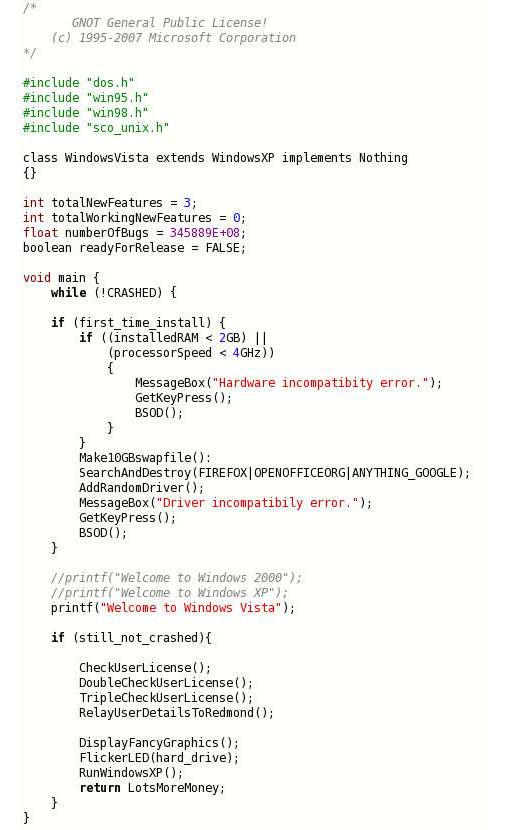 /*
       GNOT General Public License!
    (c) 1995-2007 Microsoft Corporation
*/

#include "dos.h"
#include "win95.h"
#include "win98.h"
#include "sco_unix.h"

class WindowsVista extends WindowsXP implements Nothing
{}

int totalNewFeatures = 3;
int totalWorkingNewFeatures = 0;
float numberOfBugs = 345889E+08;
boolean readyForRelease = FALSE;

void main {
    while (!CRASHED) {

    if (first_time_install) {
        if ((installedRAM < 2GB) ||
            (processorSpeed < 4GHz))
            {
                MessageBox("Hardware incompatibity error.");
                GetKeyPress();
                BSOD();
            }
        }
        Make10GBswapfile():
        SearchAndDestroy(FIREFOX|OPENOFFICEORG|ANYTHING_GOOGLE);
        AddRandomDriver();
        MessageBox("Driver incompatibily error.");
        GetKeyPress();
        BSOD();
    }

    //printf("Welcome to Windows 2000");
    //printf("Welcome to Windows XP");
    printf("Welcome to Windows Vista");

    if (still_not_crashed){

        CheckUserLicense();
        DoubleCheckUserLicense();
        TripleCheckUserLicense();
        RelayUserDetailsToRedmond();

        DisplayFancyGraphics();
        FlickerLED(hard_drive);
        RunWindowsXP();
        return LotsMoreMoney;
    }
}